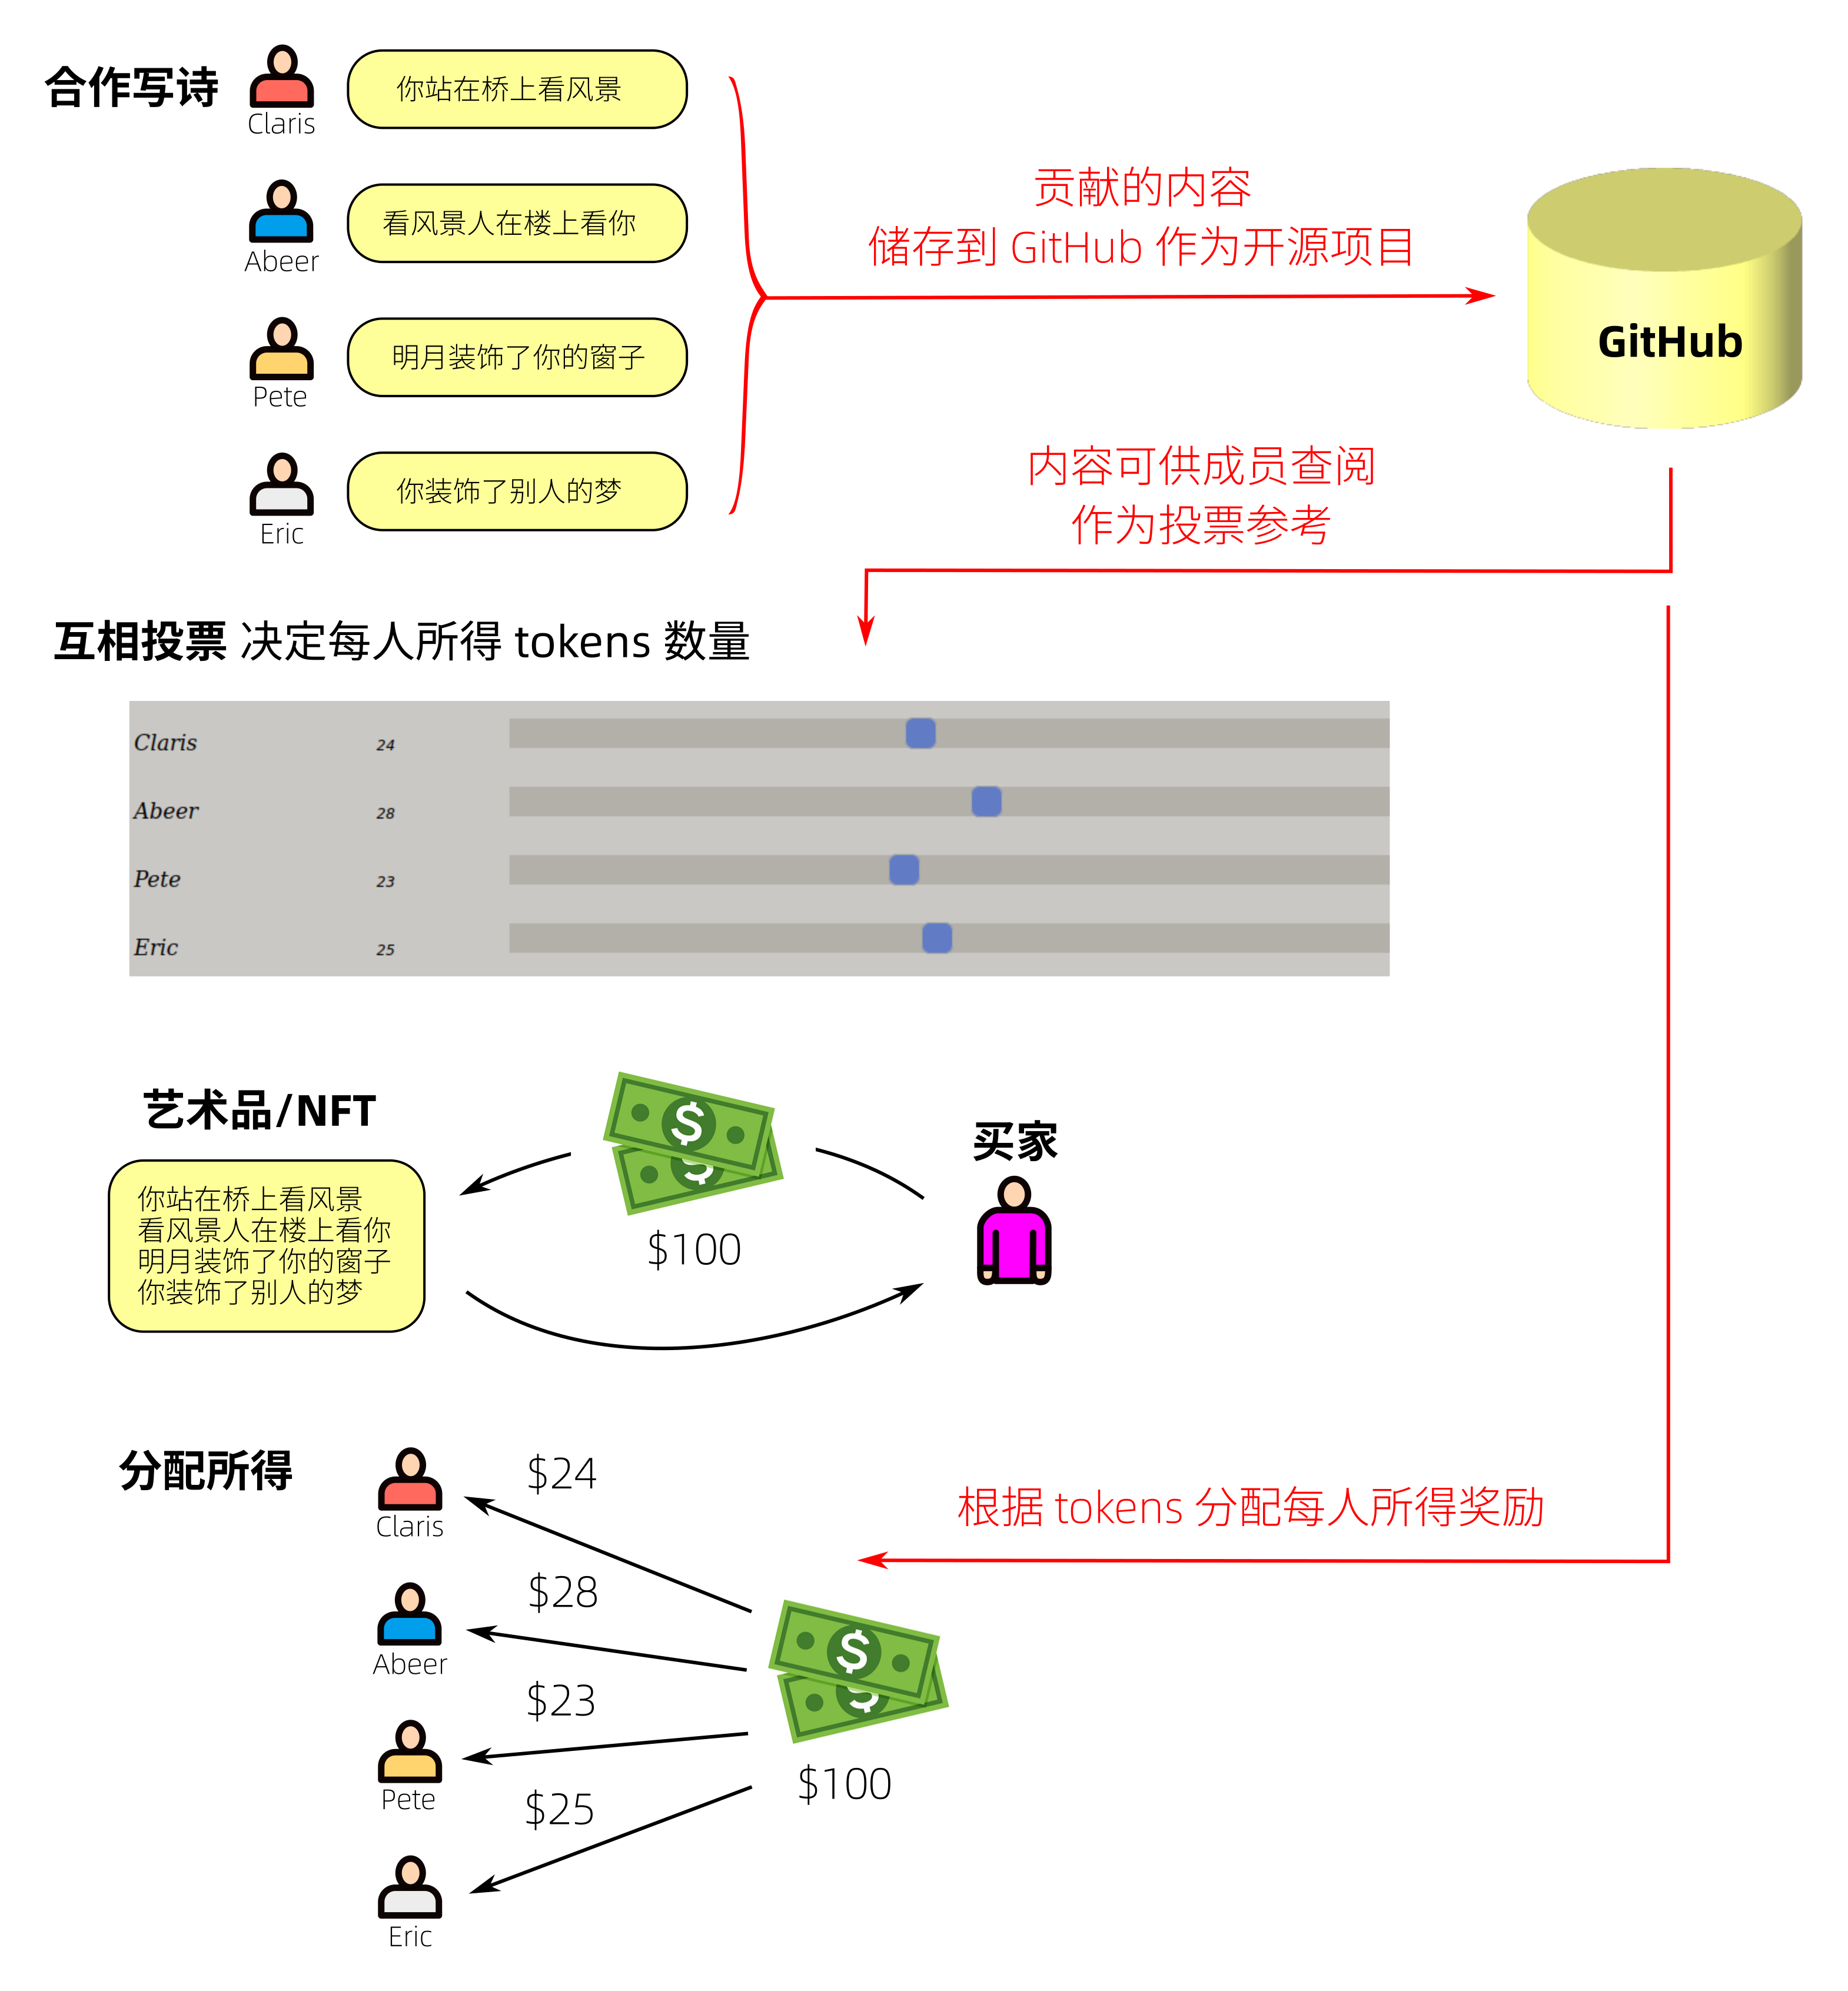 合作写诗
Claris
你站在桥上看风景
Abeer
看风景人在楼上看你
Pete
明月装饰了你的窗子
Eric
你装饰了别人的梦
贡献的内容
储存到 GitHub 作为开源项目
GitHub
内容可供成员查阅
作为投票参考
互相投票 决定每人所得 tokens 数量
Claris 24
Abeer 28
Pete 23
Eric 25
艺术品/NFT
你站在桥上看风景
看风景人在楼上看你
明月装饰了你的窗子
你装饰了别人的梦
$100
买家
分配所得
Claris
$24
Abeer
$28
Pete
$23
Eric
$25
$100
根据 tokens 分配每人所得奖励